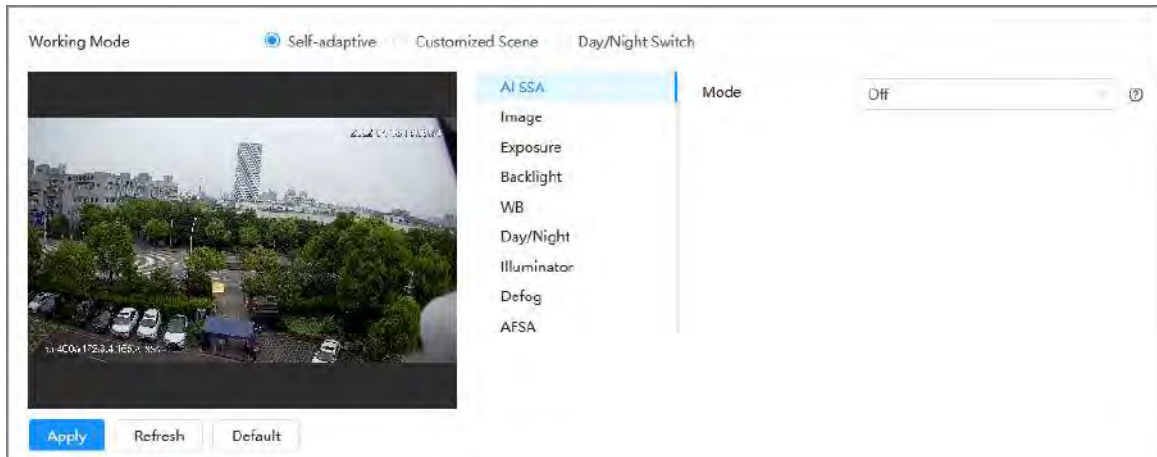 Working Mode Self-adaptive Customized Scene Day/Night Switch
AI SSA
Mode Off
Image
Exposure
Backlight
WB
Day/Night
Illuminator
Defog
AFSA
Apply Refresh Default